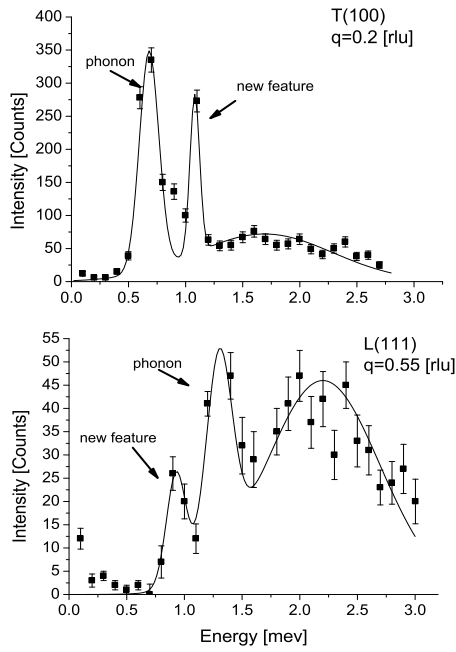 T(100)
q=0.2 [rlu]
400
350
300
250
200
150
100
50
0
Intensity [Counts]
phonon
new feature
0.0 0.5 1.0 1.5 2.0 2.5 3.0
L(111)
q=0.55 [rlu]
55
50
45
40
35
30
25
20
15
10
5
0
Intensity [Counts]
phonon
new feature
0.0 0.5 1.0 1.5 2.0 2.5 3.0
Energy [mev]